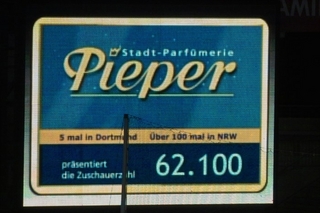 Stadt-Parfümerie
Pieper
5 mal in Dortmund Über 100 mal in NRW
präsentiert
die Zuschauerzahl
62.100